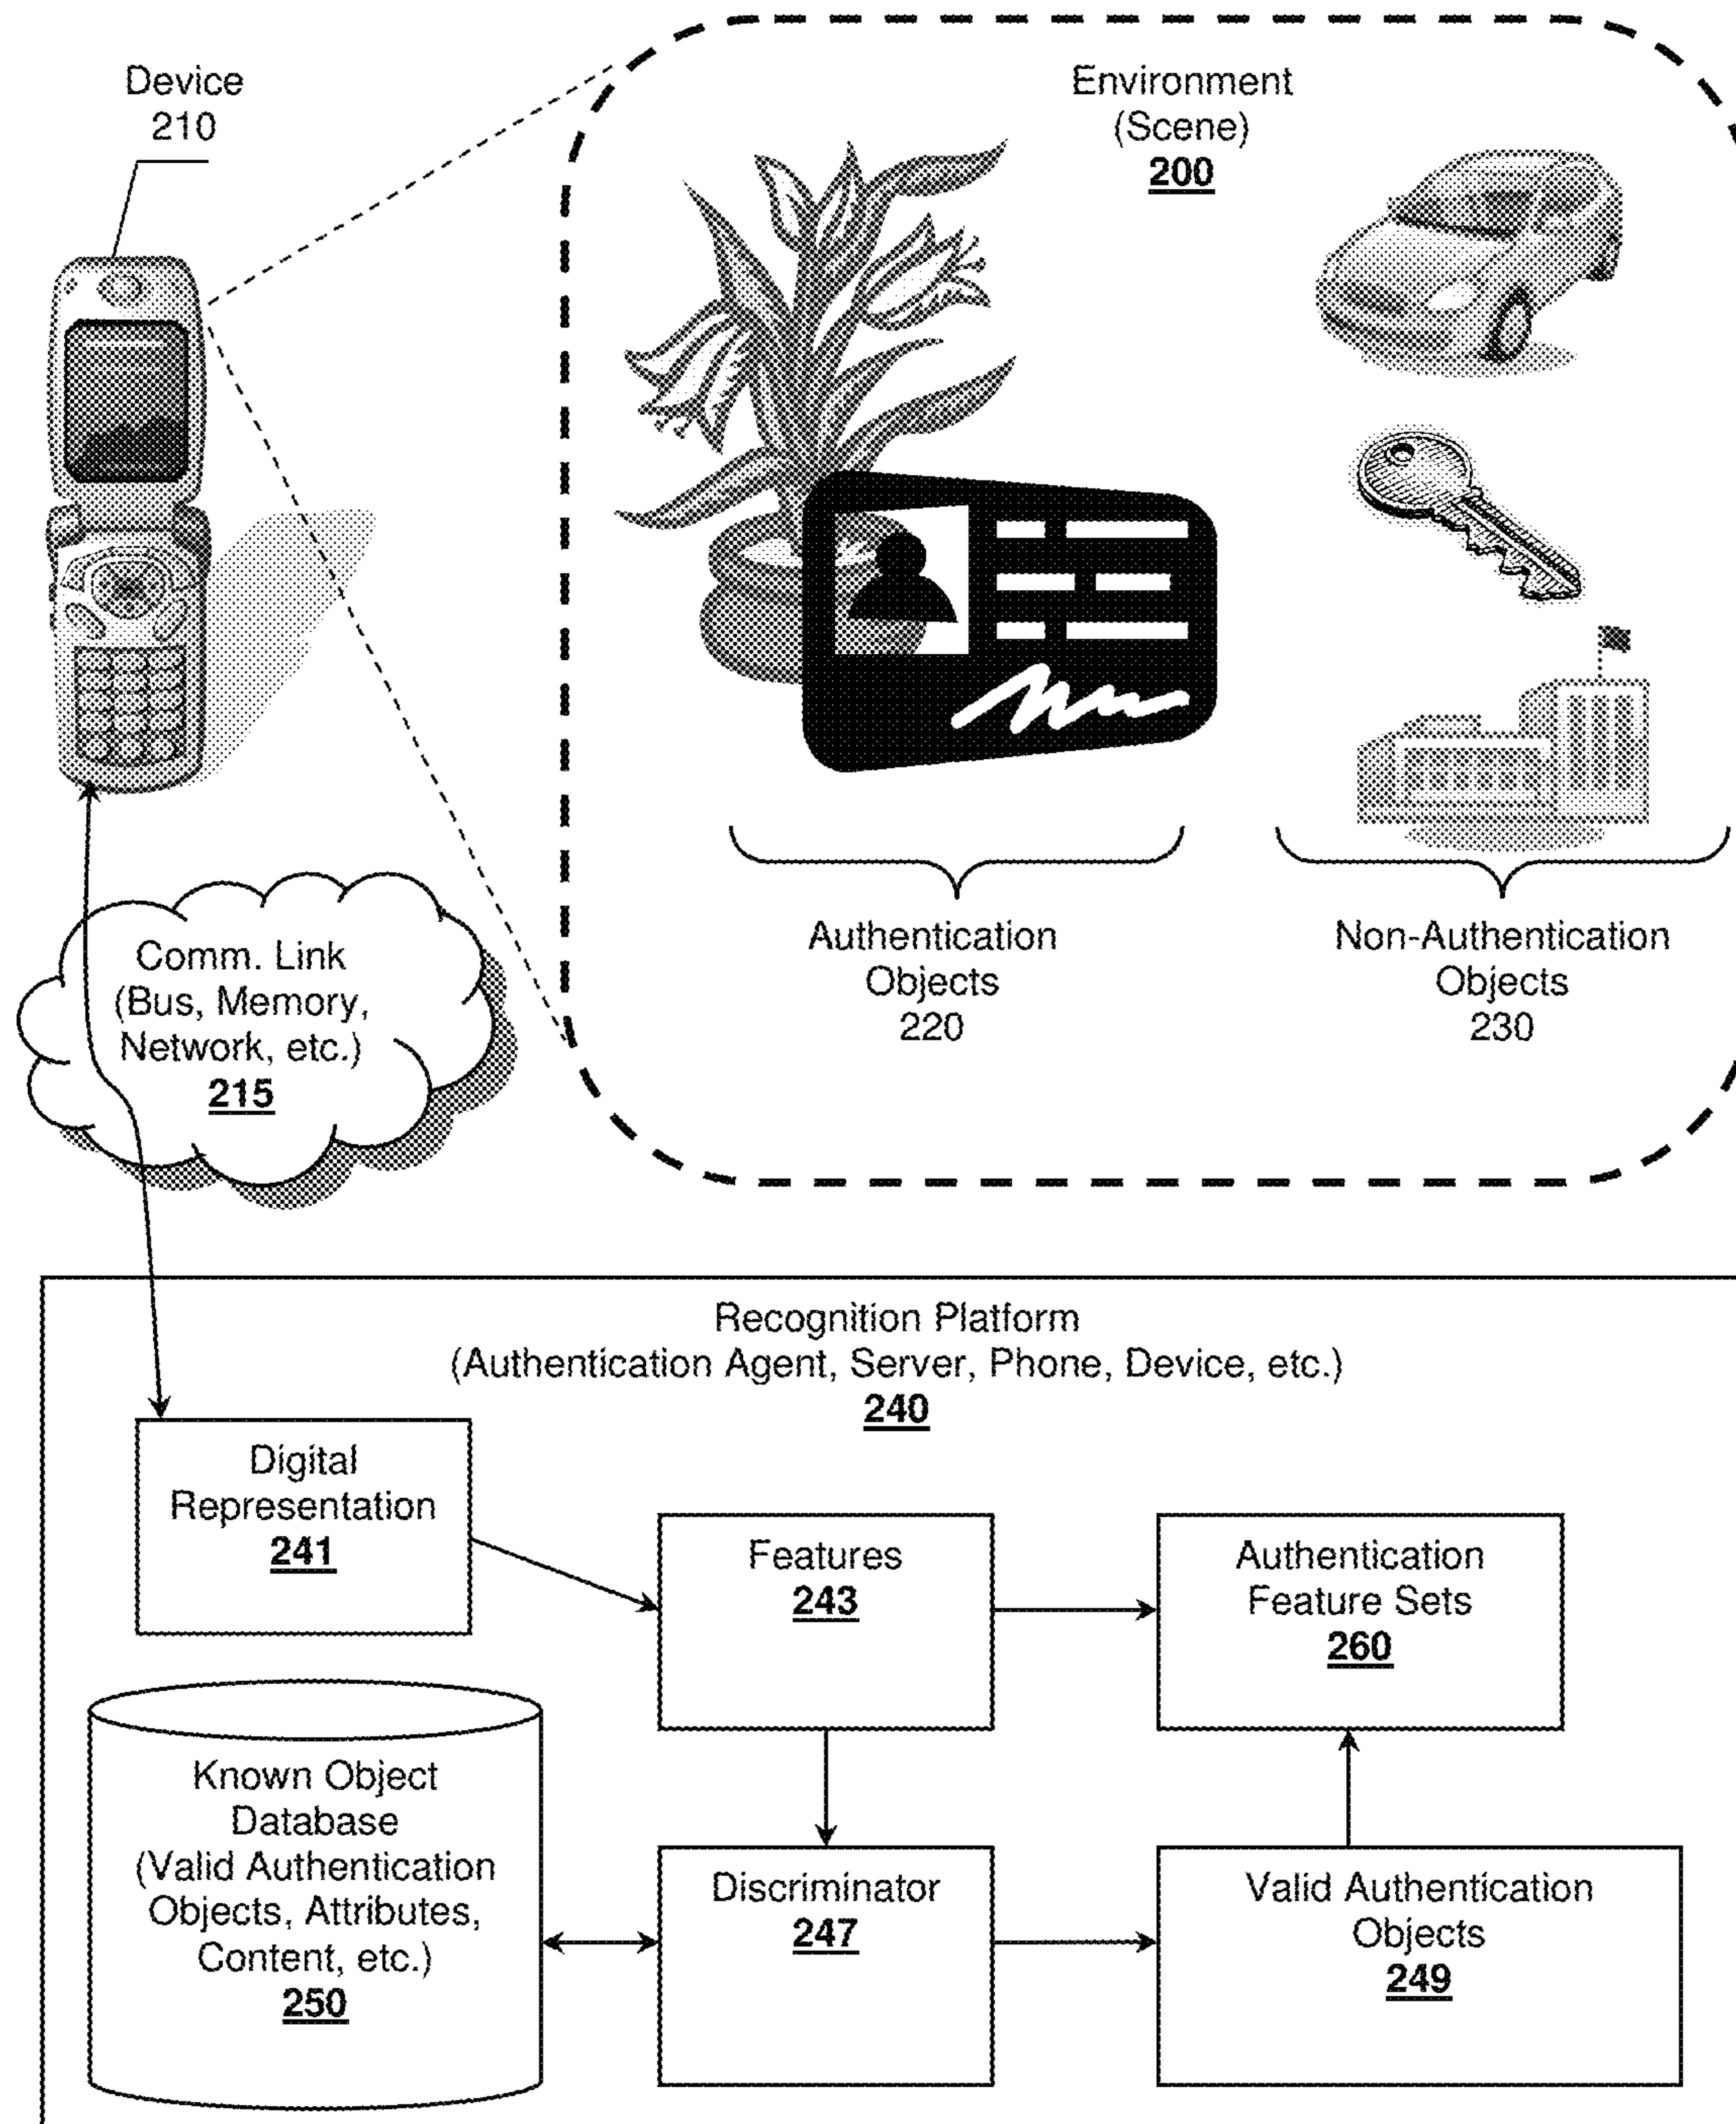 Device
210
Environment
(Scene)
200
Authentication
Objects
220
Non-Authentication
Objects
230
Comm. Link
(Bus, Memory,
Network, etc.)
215
Recognition Platform
(Authentication Agent, Server, Phone, Device, etc.)
240
Digital
Representation
241
Features
243
Authentication
Feature Sets
260
Known Object
Database
(Valid Authentication
Objects, Attributes,
Content, etc.)
250
Discriminator
247
Valid Authentication
Objects
249